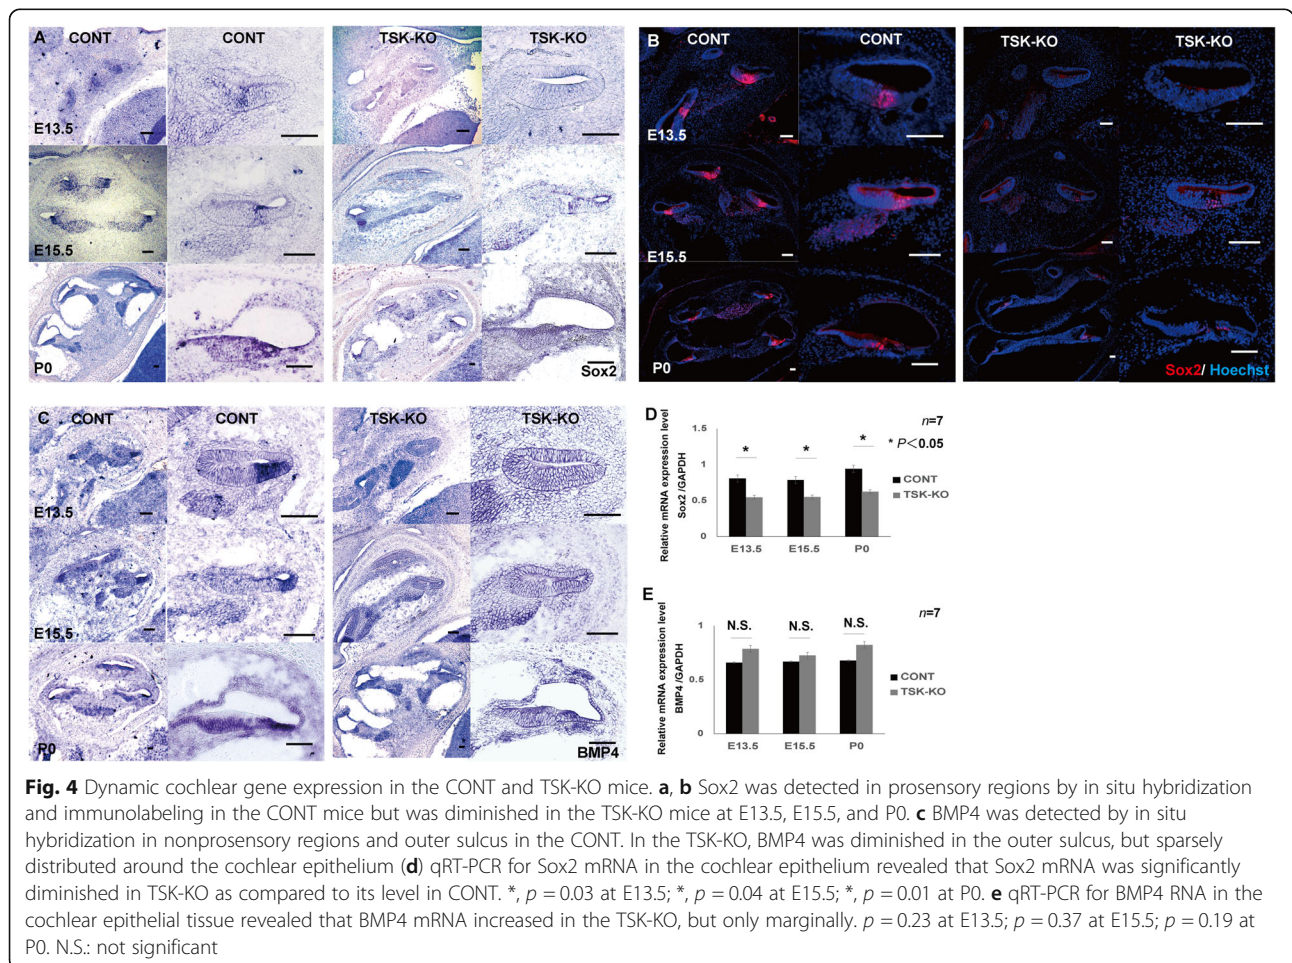 A
CONT
CONT
TSK-KO
TSK-KO
E13.5
E15.5
P0
Sox2
B
CONT
CONT
TSK-KO
TSK-KO
E13.5
E15.5
P0
Sox2/ Hoechst
C
CONT
CONT
TSK-KO
TSK-KO
E13.5
E15.5
P0
BMP4
D
Relative mRNA expression level
Sox2 /GAPDH
1.5
1
0.5
0
*
*
*
n=7
* P<0.05
CONT
TSK-KO
E13.5
E15.5
P0
E
Relative mRNA expression level
BMP4 /GAPDH
1
0.5
0
N.S.
N.S.
N.S.
n=7
CONT
TSK-KO
E13.5
E15.5
P0
Fig. 4 Dynamic cochlear gene expression in the CONT and TSK-KO mice. a, b Sox2 was detected in prosensory regions by in situ hybridization
and immunolabeling in the CONT mice but was diminished in the TSK-KO mice at E13.5, E15.5, and P0. c BMP4 was detected by in situ
hybridization in nonprosensory regions and outer sulcus in the CONT. In the TSK-KO, BMP4 was diminished in the outer sulcus, but sparsely
distributed around the cochlear epithelium (d) qRT-PCR for Sox2 mRNA in the cochlear epithelium revealed that Sox2 mRNA was significantly
diminished in TSK-KO as compared to its level in CONT. *, p = 0.03 at E13.5; *, p = 0.04 at E15.5; *, p = 0.01 at P0. e qRT-PCR for BMP4 RNA in the
cochlear epithelial tissue revealed that BMP4 mRNA increased in the TSK-KO, but only marginally. p = 0.23 at E13.5; p = 0.37 at E15.5; p = 0.19 at
P0. N.S.: not significant